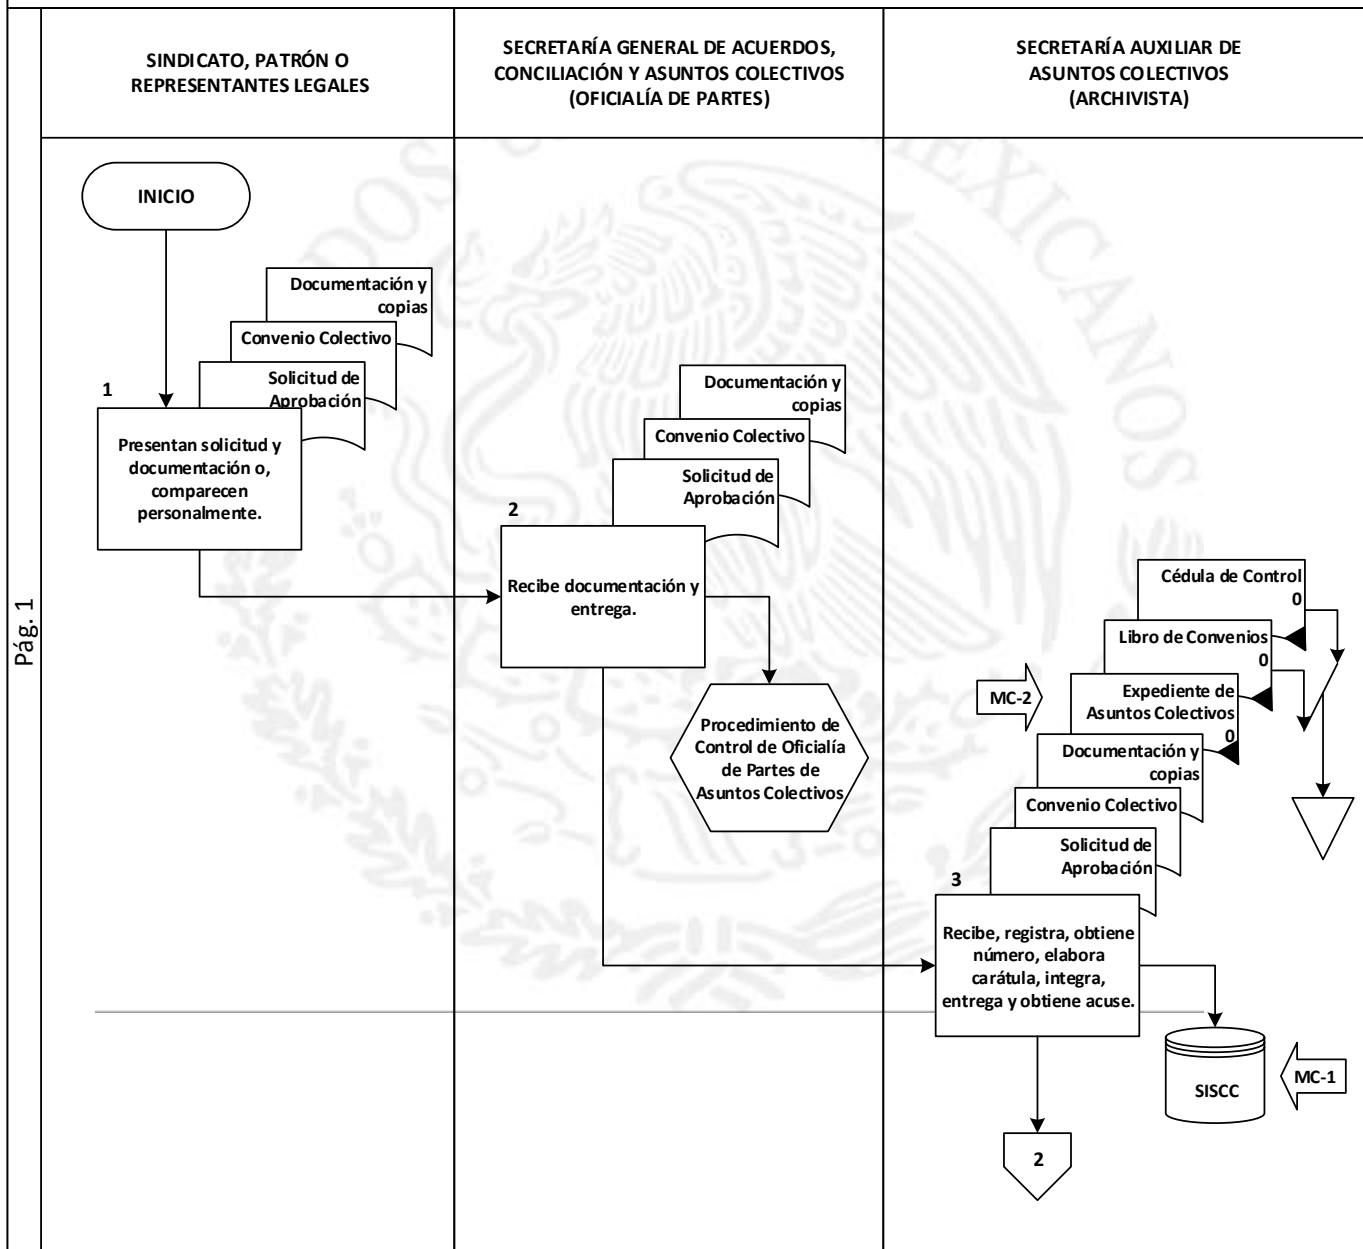 SINDICATO, PATRÓN O
REPRESENTANTES LEGALES
SECRETARÍA GENERAL DE ACUERDOS,
CONCILIACIÓN Y ASUNTOS COLECTIVOS
(OFICIALÍA DE PARTES)
SECRETARÍA AUXILIAR DE
ASUNTOS COLECTIVOS
(ARCHIVISTA)
Pág. 1
INICIO
Documentación y
copias
Convenio Colectivo
Solicitud de
Aprobación
1
Presentan solicitud y
documentación o,
comparecen
personalmente.
Documentación y
copias
Convenio Colectivo
Solicitud de
Aprobación
2
Recibe documentación y
entrega.
Procedimiento de
Control de Oficialía
de Partes de
Asuntos Colectivos
Cédula de Control
0
Libro de Convenios
0
MC-2
Expediente de
Asuntos Colectivos
0
Documentación y
copias
Convenio Colectivo
Solicitud de
Aprobación
3
Recibe, registra, obtiene
número, elabora
carátula, integra,
entrega y obtiene acuse.
SISCC
MC-1
2
DOS U
MEXICANOS